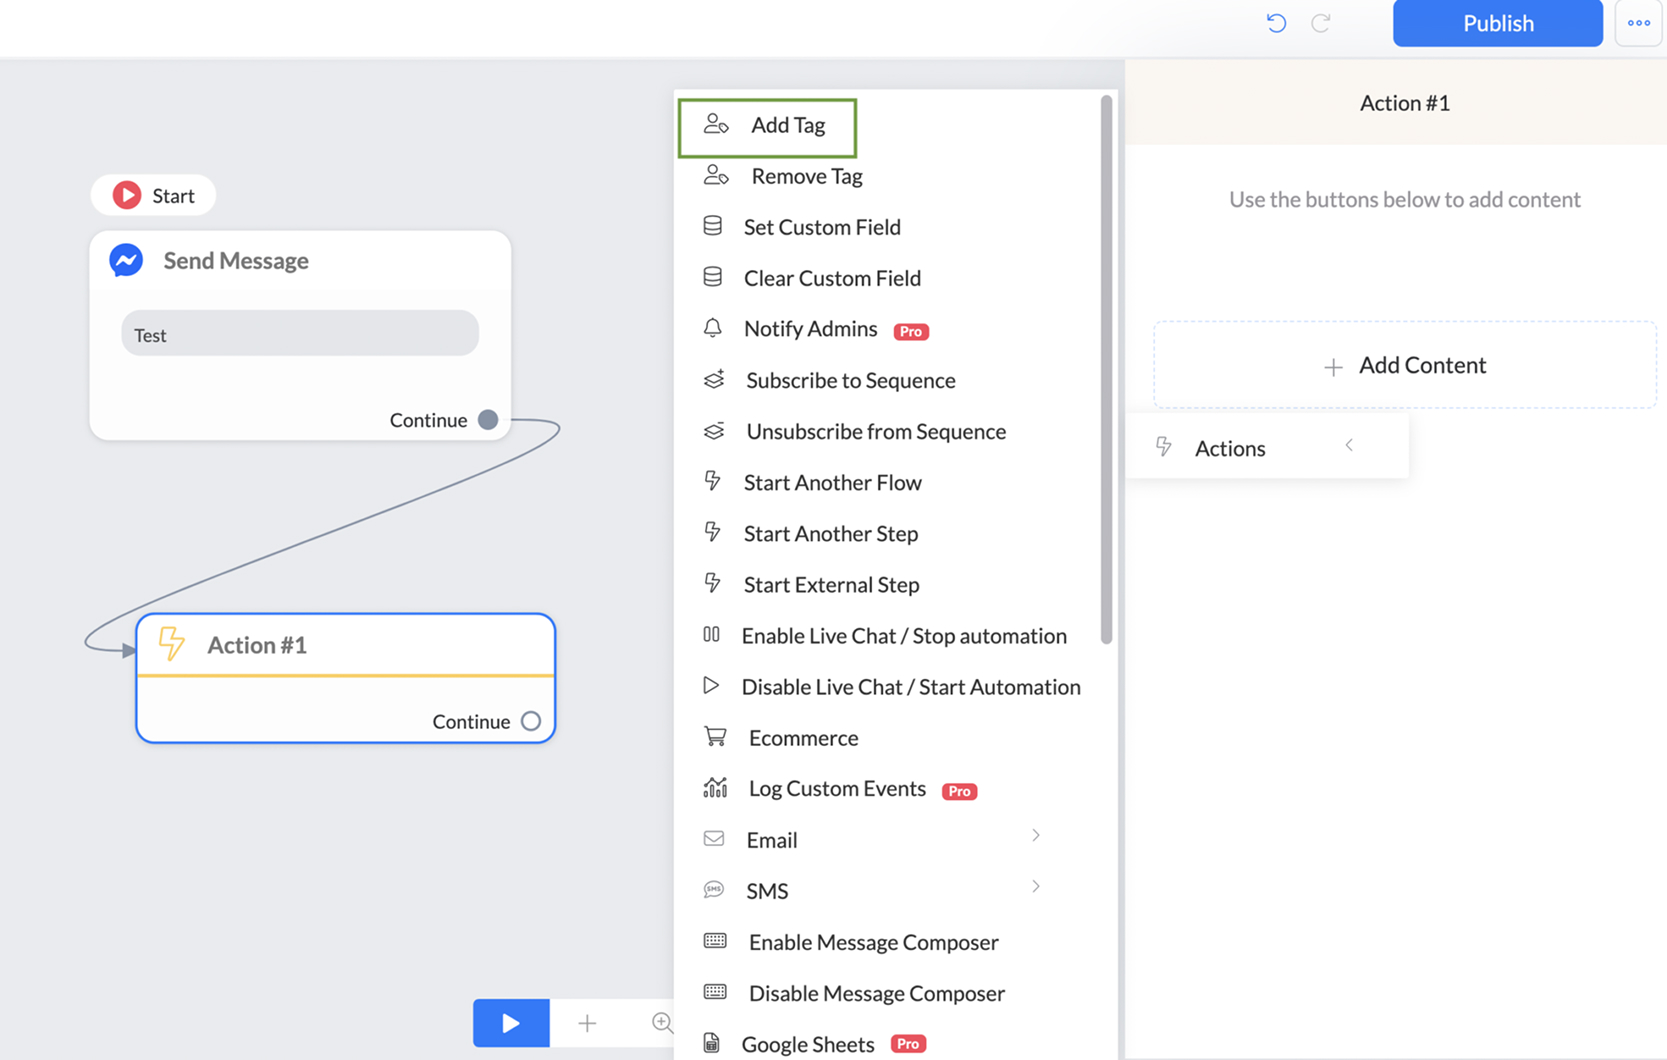 Publish
Start
Send Message
Test
Continue
Action #1
Continue
Add Tag
Remove Tag
Set Custom Field
Clear Custom Field
Notify Admins Pro
Subscribe to Sequence
Unsubscribe from Sequence
Start Another Flow
Start Another Step
Start External Step
Enable Live Chat / Stop automation
Disable Live Chat / Start Automation
Ecommerce
Log Custom Events Pro
Email
SMS SMS
Enable Message Composer
Disable Message Composer
Google Sheets Pro
Action #1
Use the buttons below to add content
Add Content
Actions